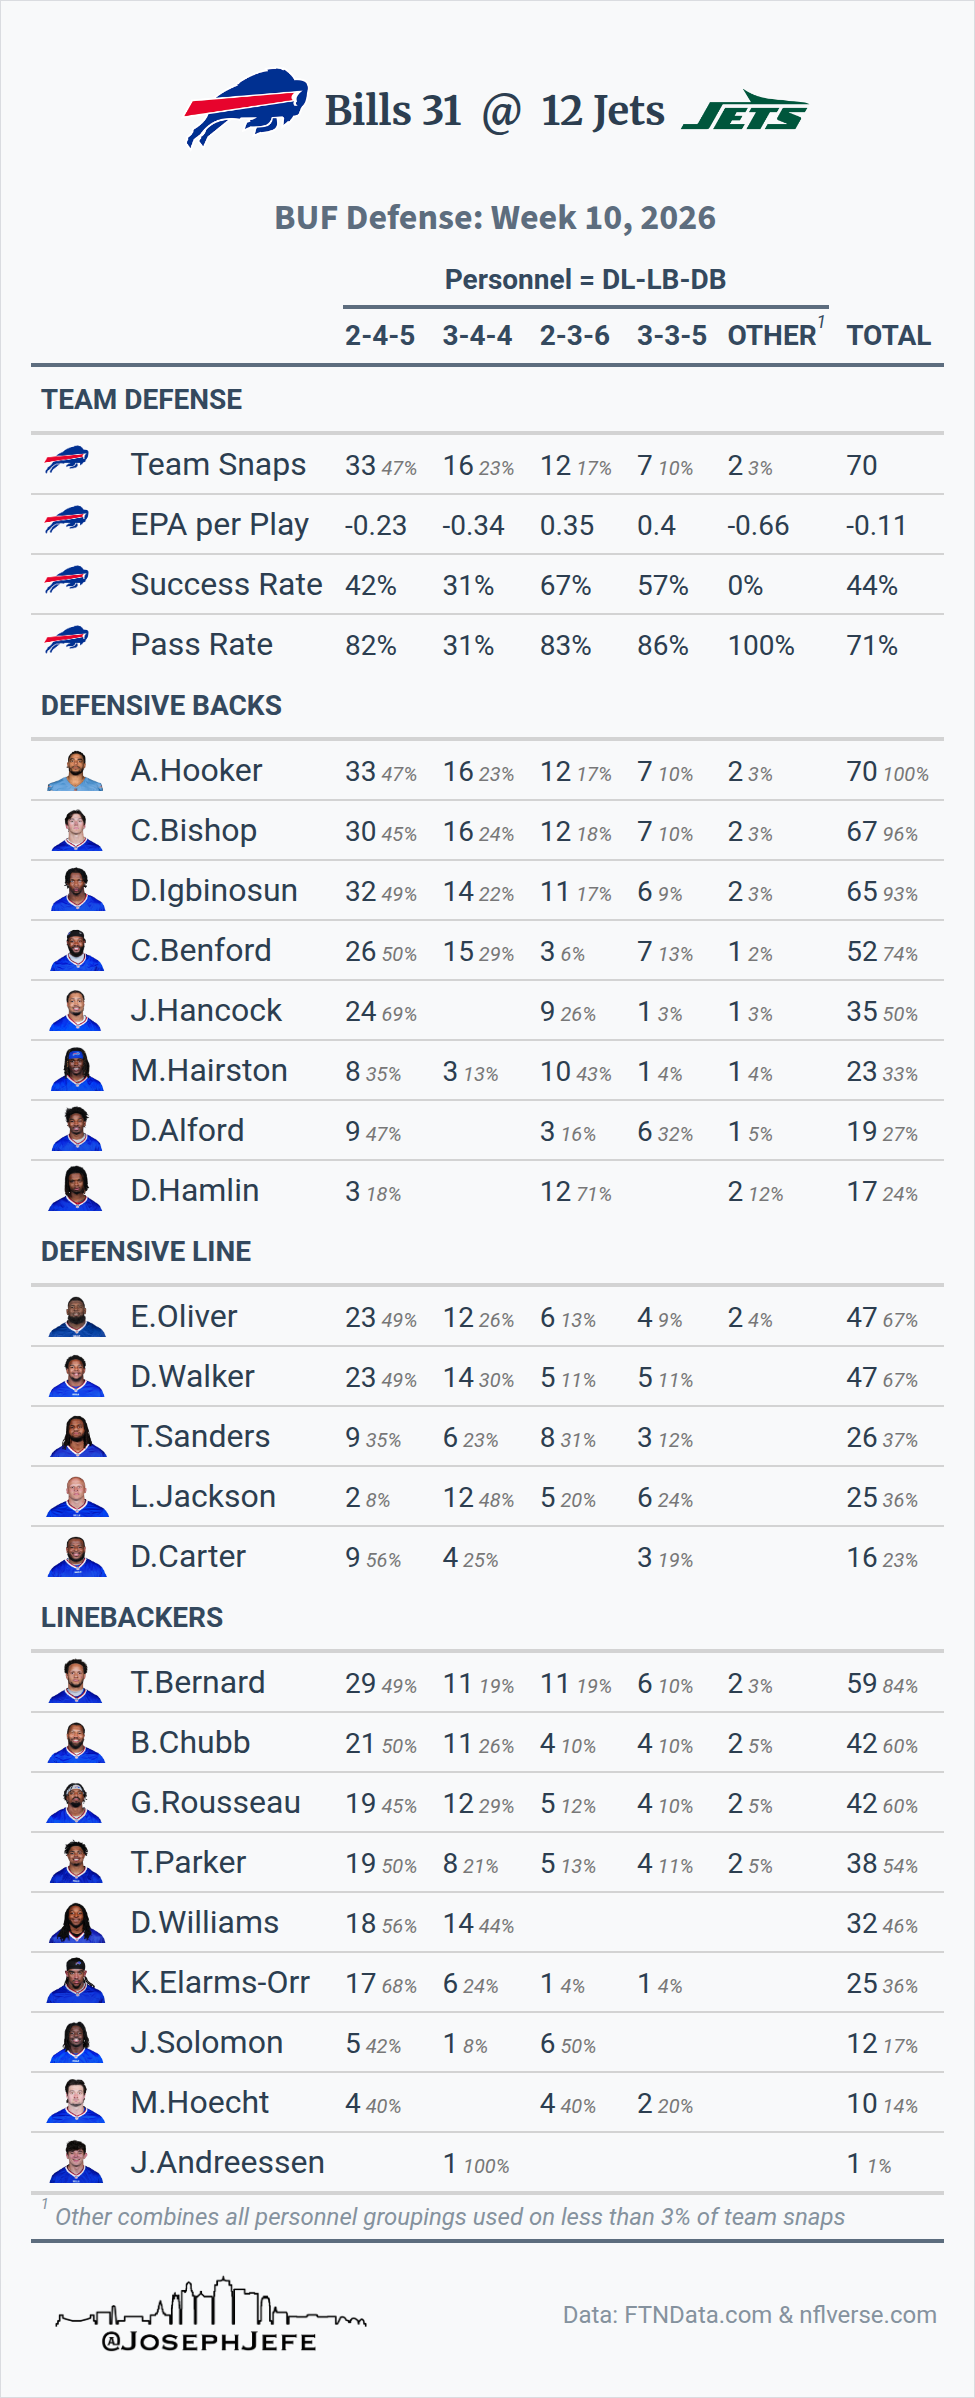 Bills 31 @ 12 Jets JETS
BUF Defense: Week 10, 2026
Personnel = DL-LB-DB
2-4-5 3-4-4 2-3-6 3-3-5 OTHER1 TOTAL
TEAM DEFENSE
Team Snaps 33 47% 16 23% 12 17% 7 10% 2 3% 70
EPA per Play -0.23 -0.34 0.35 0.4 -0.66 -0.11
Success Rate 42% 31% 67% 57% 0% 44%
Pass Rate 82% 31% 83% 86% 100% 71%
DEFENSIVE BACKS
A.Hooker 33 47% 16 23% 12 17% 7 10% 2 3% 70 100%
C.Bishop 30 45% 16 24% 12 18% 7 10% 2 3% 67 96%
D.Igbinosun 32 49% 14 22% 11 17% 6 9% 2 3% 65 93%
C.Benford 26 50% 15 29% 3 6% 7 13% 1 2% 52 74%
J.Hancock 24 69% 9 26% 1 3% 1 3% 35 50%
M.Hairston 8 35% 3 13% 10 43% 1 4% 1 4% 23 33%
D.Alford 9 47% 3 16% 6 32% 1 5% 19 27%
D.Hamlin 3 18% 12 71% 2 12% 17 24%
DEFENSIVE LINE
E.Oliver 23 49% 12 26% 6 13% 4 9% 2 4% 47 67%
D.Walker 23 49% 14 30% 5 11% 5 11% 47 67%
T.Sanders 9 35% 6 23% 8 31% 3 12% 26 37%
L.Jackson 2 8% 12 48% 5 20% 6 24% 25 36%
D.Carter 9 56% 4 25% 3 19% 16 23%
LINEBACKERS
T.Bernard 29 49% 11 19% 11 19% 6 10% 2 3% 59 84%
B.Chubb 21 50% 11 26% 4 10% 4 10% 2 5% 42 60%
G.Rousseau 19 45% 12 29% 5 12% 4 10% 2 5% 42 60%
T.Parker 19 50% 8 21% 5 13% 4 11% 2 5% 38 54%
D.Williams 18 56% 14 44% 32 46%
K.Elarms-Orr 17 68% 6 24% 1 4% 1 4% 25 36%
J.Solomon 5 42% 1 8% 6 50% 12 17%
M.Hoecht 4 40% 4 40% 2 20% 10 14%
J.Andreessen 1 100% 1 1%
1 Other combines all personnel groupings used on less than 3% of team snaps
@JOSEPHJEFE
Data: FTNData.com & nflverse.com